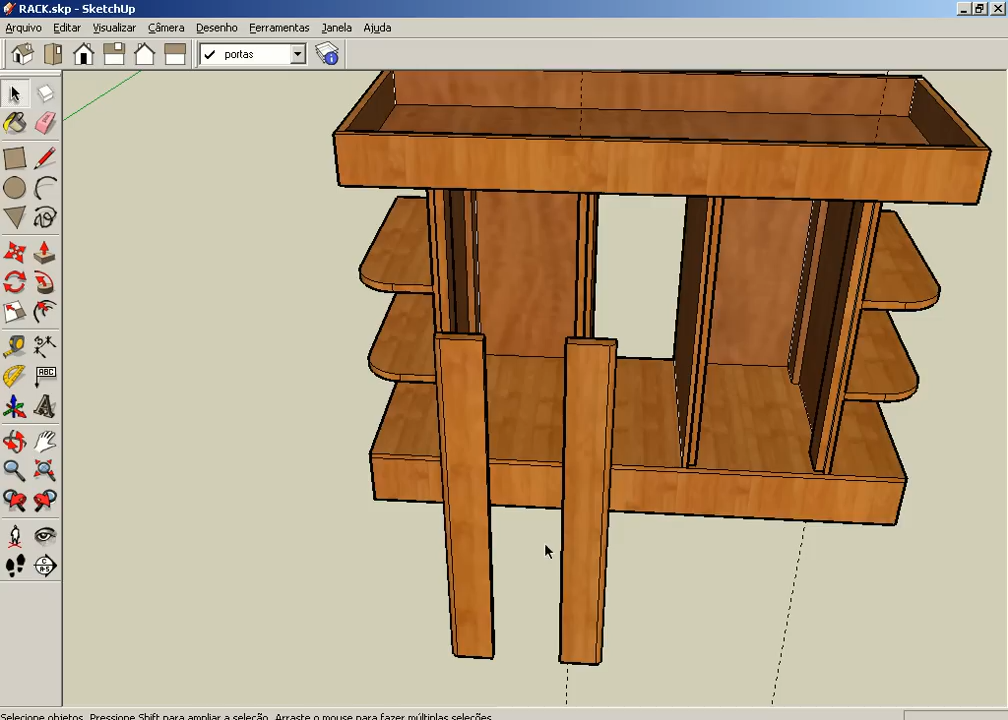 RACK.skp - SketchUp
Arquivo Editar Visualizar Câmera Desenho Ferramentas Janela Ajuda
portas
ABC
Selecione objetos. Pressione Shift para ampliar a seleção. Arraste o mouse para fazer múltiplas seleções.